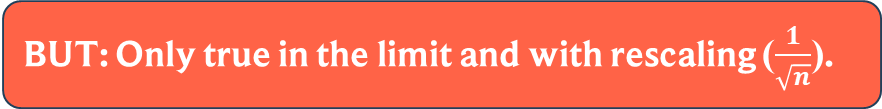 BUT: Only true in the limit and with rescaling (1/√n).